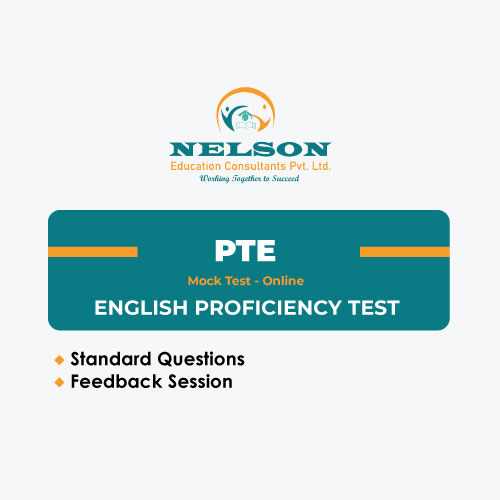 NELSON
Education Consultants Pvt. Ltd.
Working Together to Succeed
PTE
Mock Test - Online
ENGLISH PROFICIENCY TEST
Standard Questions
Feedback Session